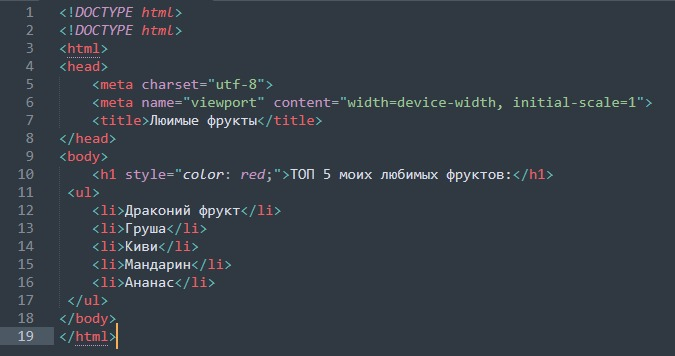 1 <!DOCTYPE html>
2 <!DOCTYPE html>
3 <html>
4 <head>
5     <meta charset="utf-8">
6     <meta name="viewport" content="width=device-width, initial-scale=1">
7     <title>Люимые фрукты</title>
8 </head>
9 <body>
10     <h1 style="color: red;">ТОП 5 моих любимых фруктов:</h1>
11  <ul>
12     <li>Драконий фрукт</li>
13     <li>Груша</li>
14     <li>Киви</li>
15     <li>Мандарин</li>
16     <li>Ананас</li>
17  </ul>
18 </body>
19 </html>